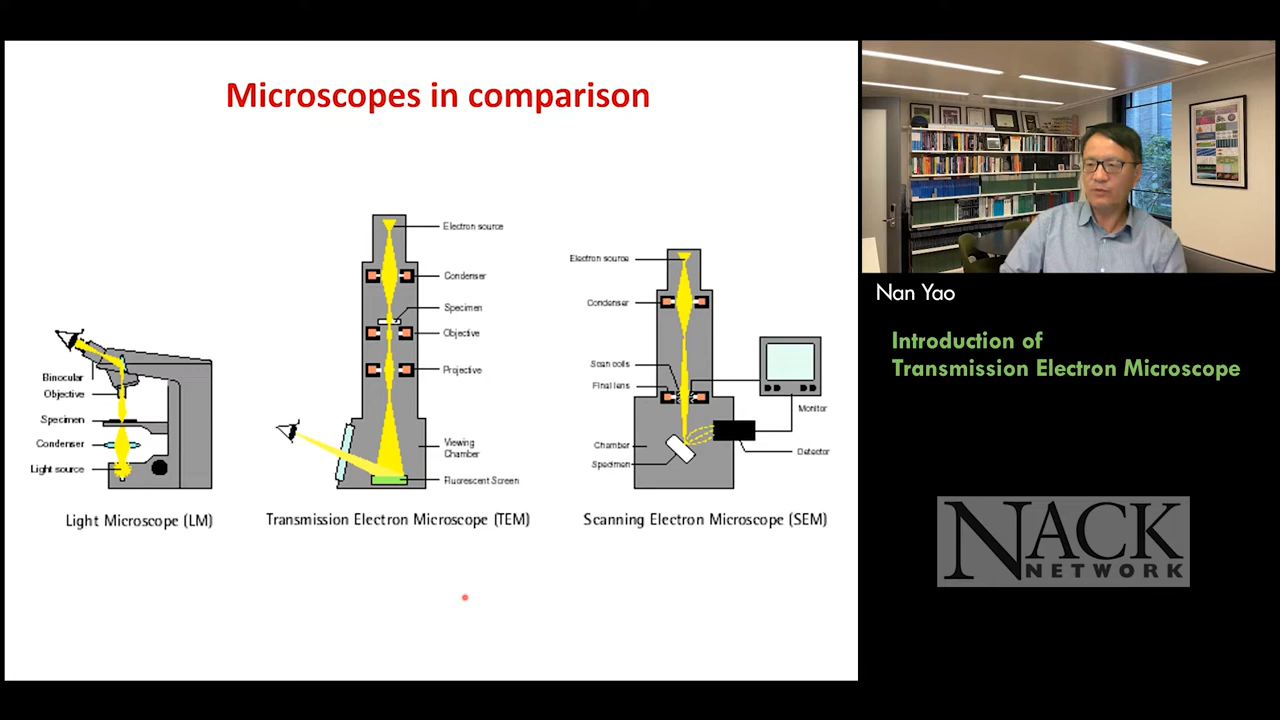 Microscopes in comparison
Binocular
Objective
Specimen
Condenser
Light source
Light Microscope (LM)
Electron source
Condenser
Specimen
Objective
Projective
Viewing
Chamber
Fluorescent Screen
Transmission Electron Microscope (TEM)
Electron source
Condenser
Scan coils
Final lens
Chamber
Specimen
Monitor
Detector
Scanning Electron Microscope (SEM)
Nan Yao
Introduction of
Transmission Electron Microscope
NACK
NETWORK